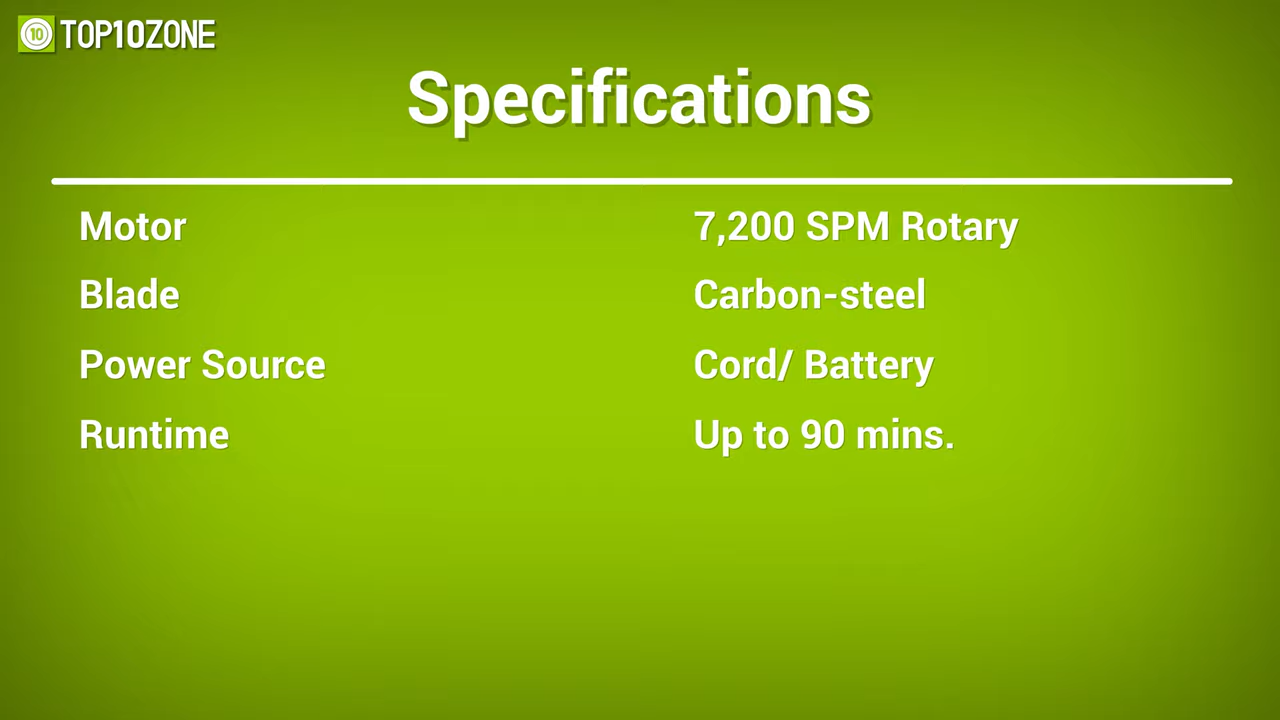 10 TOP10ZONE
Specifications
Motor 7,200 SPM Rotary
Blade Carbon-steel
Power Source Cord/ Battery
Runtime Up to 90 mins.